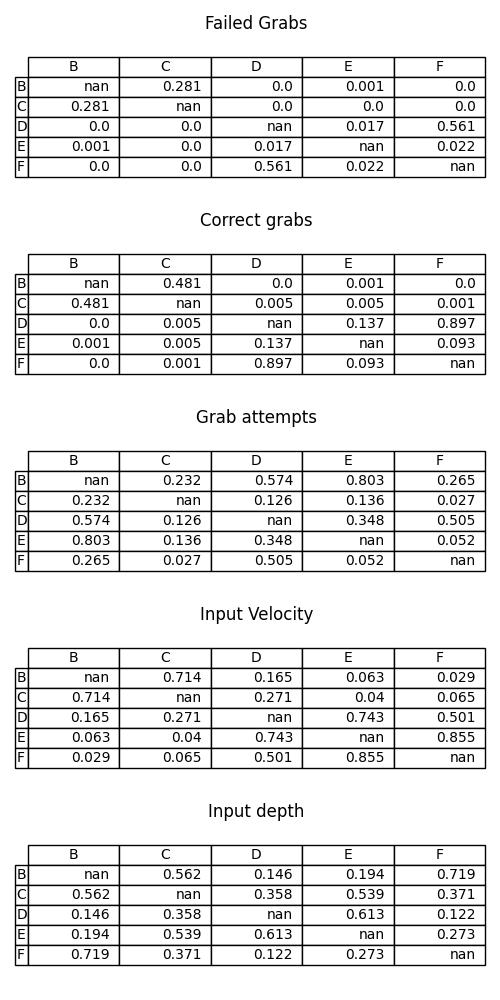 Failed Grabs
B C D E F
B nan 0.281 0.0 0.001 0.0
C 0.281 nan 0.0 0.0 0.0
D 0.0 0.0 nan 0.017 0.561
E 0.001 0.0 0.017 nan 0.022
F 0.0 0.0 0.561 0.022 nan
Correct grabs
B C D E F
B nan 0.481 0.0 0.001 0.0
C 0.481 nan 0.005 0.005 0.001
D 0.0 0.005 nan 0.137 0.897
E 0.001 0.005 0.137 nan 0.093
F 0.0 0.001 0.897 0.093 nan
Grab attempts
B C D E F
B nan 0.232 0.574 0.803 0.265
C 0.232 nan 0.126 0.136 0.027
D 0.574 0.126 nan 0.348 0.505
E 0.803 0.136 0.348 nan 0.052
F 0.265 0.027 0.505 0.052 nan
Input Velocity
B C D E F
B nan 0.714 0.165 0.063 0.029
C 0.714 nan 0.271 0.04 0.065
D 0.165 0.271 nan 0.743 0.501
E 0.063 0.04 0.743 nan 0.855
F 0.029 0.065 0.501 0.855 nan
Input depth
B C D E F
B nan 0.562 0.146 0.194 0.719
C 0.562 nan 0.358 0.539 0.371
D 0.146 0.358 nan 0.613 0.122
E 0.194 0.539 0.613 nan 0.273
F 0.719 0.371 0.122 0.273 nan